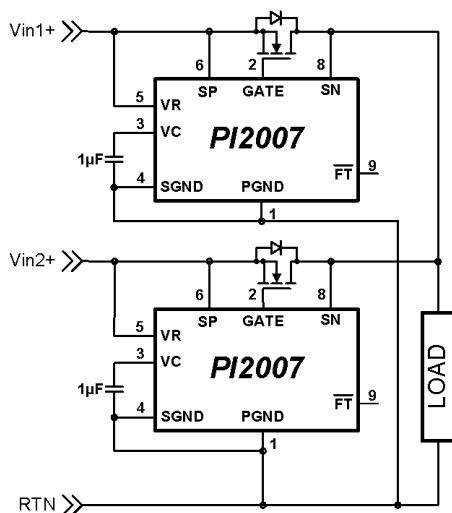 Vin1+
6
2
8
5
SP
GATE
SN
VR
3
VC
PI2007
1µF
FT
9
4
SGND
PGND
1
Vin2+
6
2
8
5
SP
GATE
SN
VR
3
VC
PI2007
1µF
FT
9
4
SGND
PGND
1
LOAD
RTN